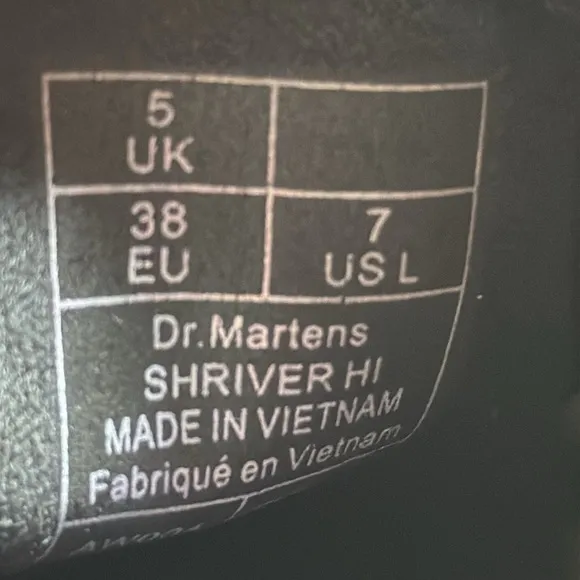 5
UK
38
EU
7
US L
Dr.Martens
SHRIVER HI
MADE IN VIETNAM
Fabriqué en Vietnam